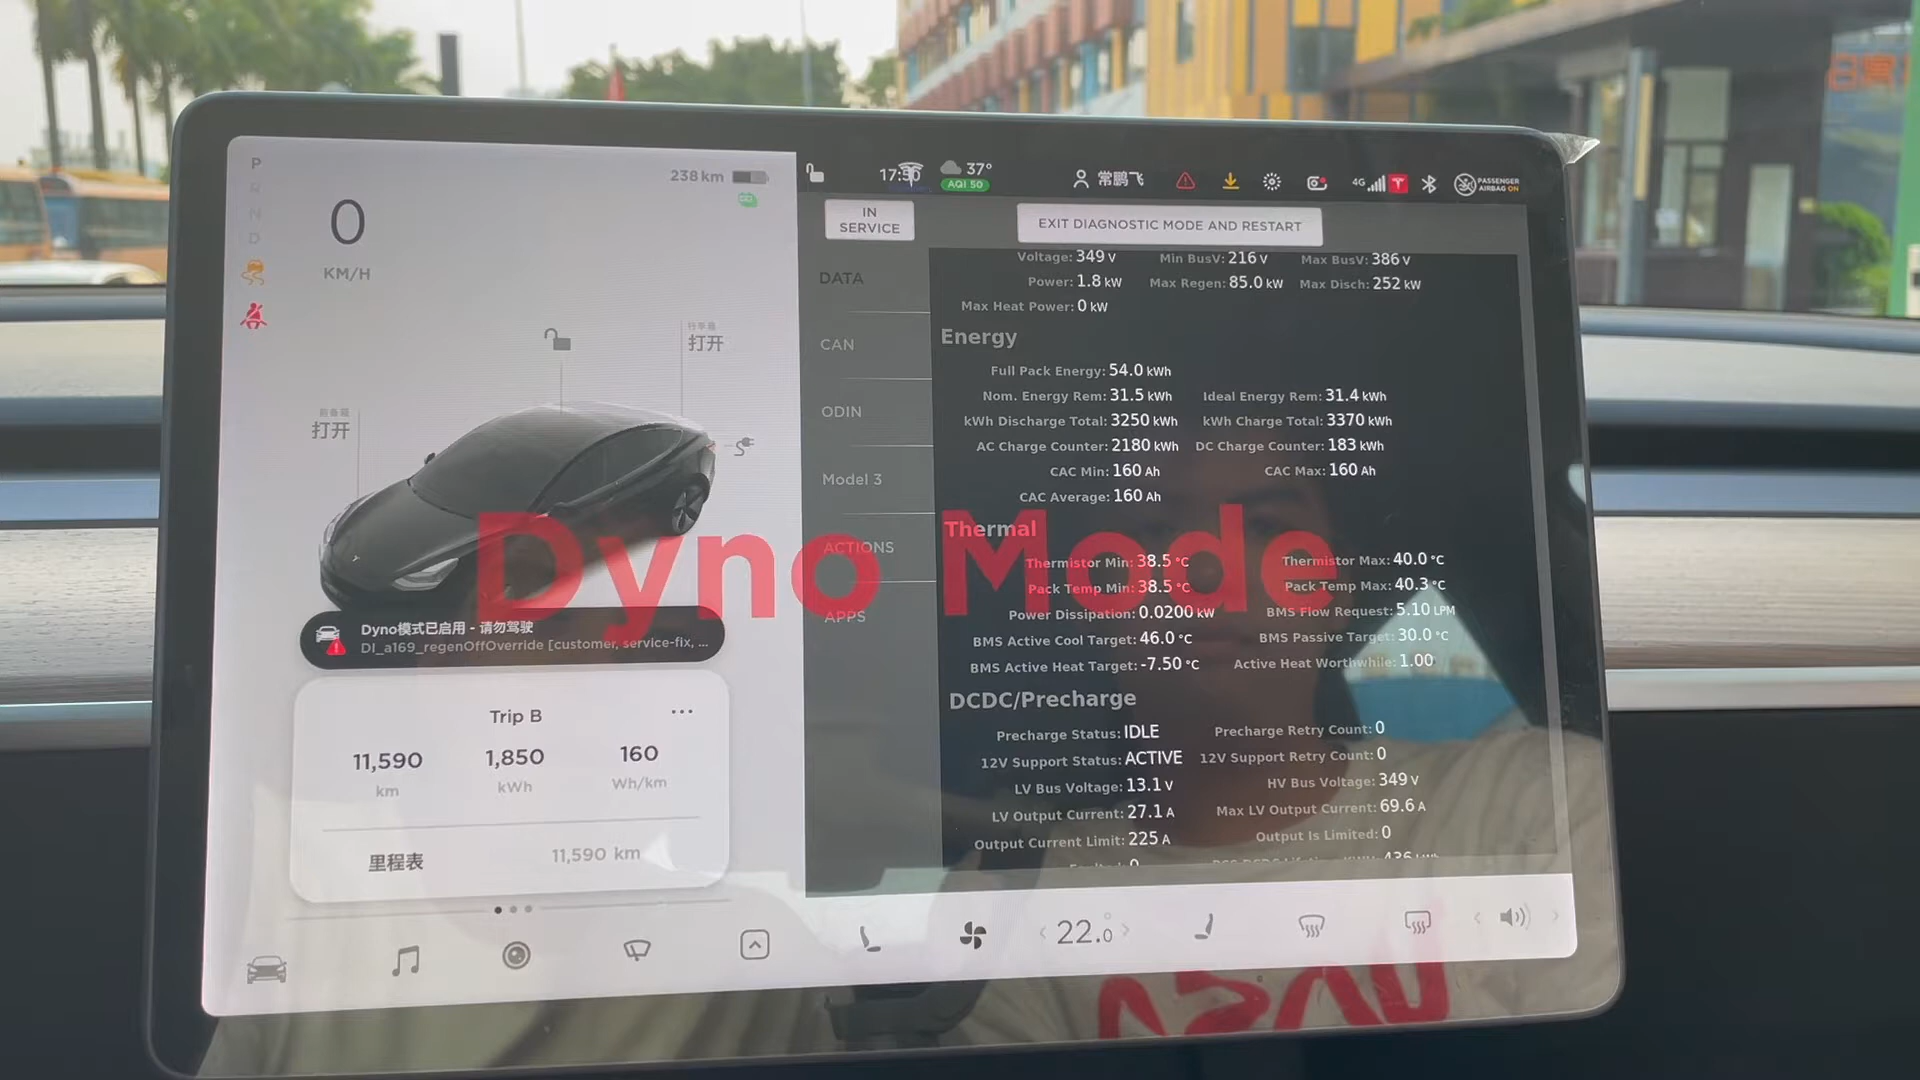 P
R
N
D
0
KM/H
238 km
17:50
37°
AQI 50
常鹏飞
4G
PASSENGER
AIRBAG ON
IN
SERVICE
EXIT DIAGNOSTIC MODE AND RESTART
DATA
CAN
ODIN
Model 3
ACTIONS
APPS
行李箱
打开
前备箱
打开
Voltage: 349 V Min BusV: 216 V Max BusV: 386 V
Power: 1.8 kW Max Regen: 85.0 kW Max Disch: 252 kW
Max Heat Power: 0 kW
Energy
Full Pack Energy: 54.0 kWh
Nom. Energy Rem: 31.5 kWh Ideal Energy Rem: 31.4 kWh
kWh Discharge Total: 3250 kWh kWh Charge Total: 3370 kWh
AC Charge Counter: 2180 kWh DC Charge Counter: 183 kWh
CAC Min: 160 Ah CAC Max: 160 Ah
CAC Average: 160 Ah
Thermal
Thermistor Min: 38.5 °C Thermistor Max: 40.0 °C
Pack Temp Min: 38.5 °C Pack Temp Max: 40.3 °C
Power Dissipation: 0.0200 kW BMS Flow Request: 5.10 LPM
BMS Active Cool Target: 46.0 °C BMS Passive Target: 30.0 °C
BMS Active Heat Target: -7.50 °C Active Heat Worthwhile: 1.00
DCDC/Precharge
Precharge Status: IDLE Precharge Retry Count: 0
12V Support Status: ACTIVE 12V Support Retry Count: 0
LV Bus Voltage: 13.1 V HV Bus Voltage: 349 V
LV Output Current: 27.1 A Max LV Output Current: 69.6 A
Output Current Limit: 225 A Output Is Limited: 0
Dyno Mode
Dyno模式已启用 - 请勿驾驶
DI_a169_regenOffOverride [customer, service-fix, ...
Trip B
11,590 1,850 160
km kWh Wh/km
里程表 11,590 km
22.0°